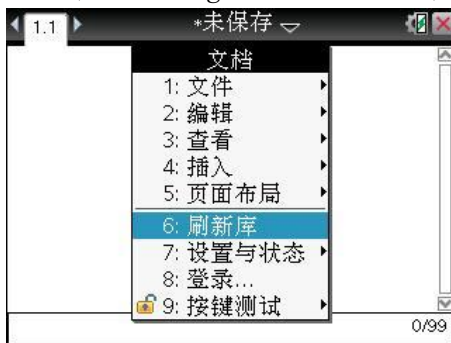 1.1 *未保存
文档
1: 文件
2: 编辑
3: 查看
4: 插入
5: 页面布局
6: 刷新库
7: 设置与状态
8: 登录...
9: 按键测试
0/99